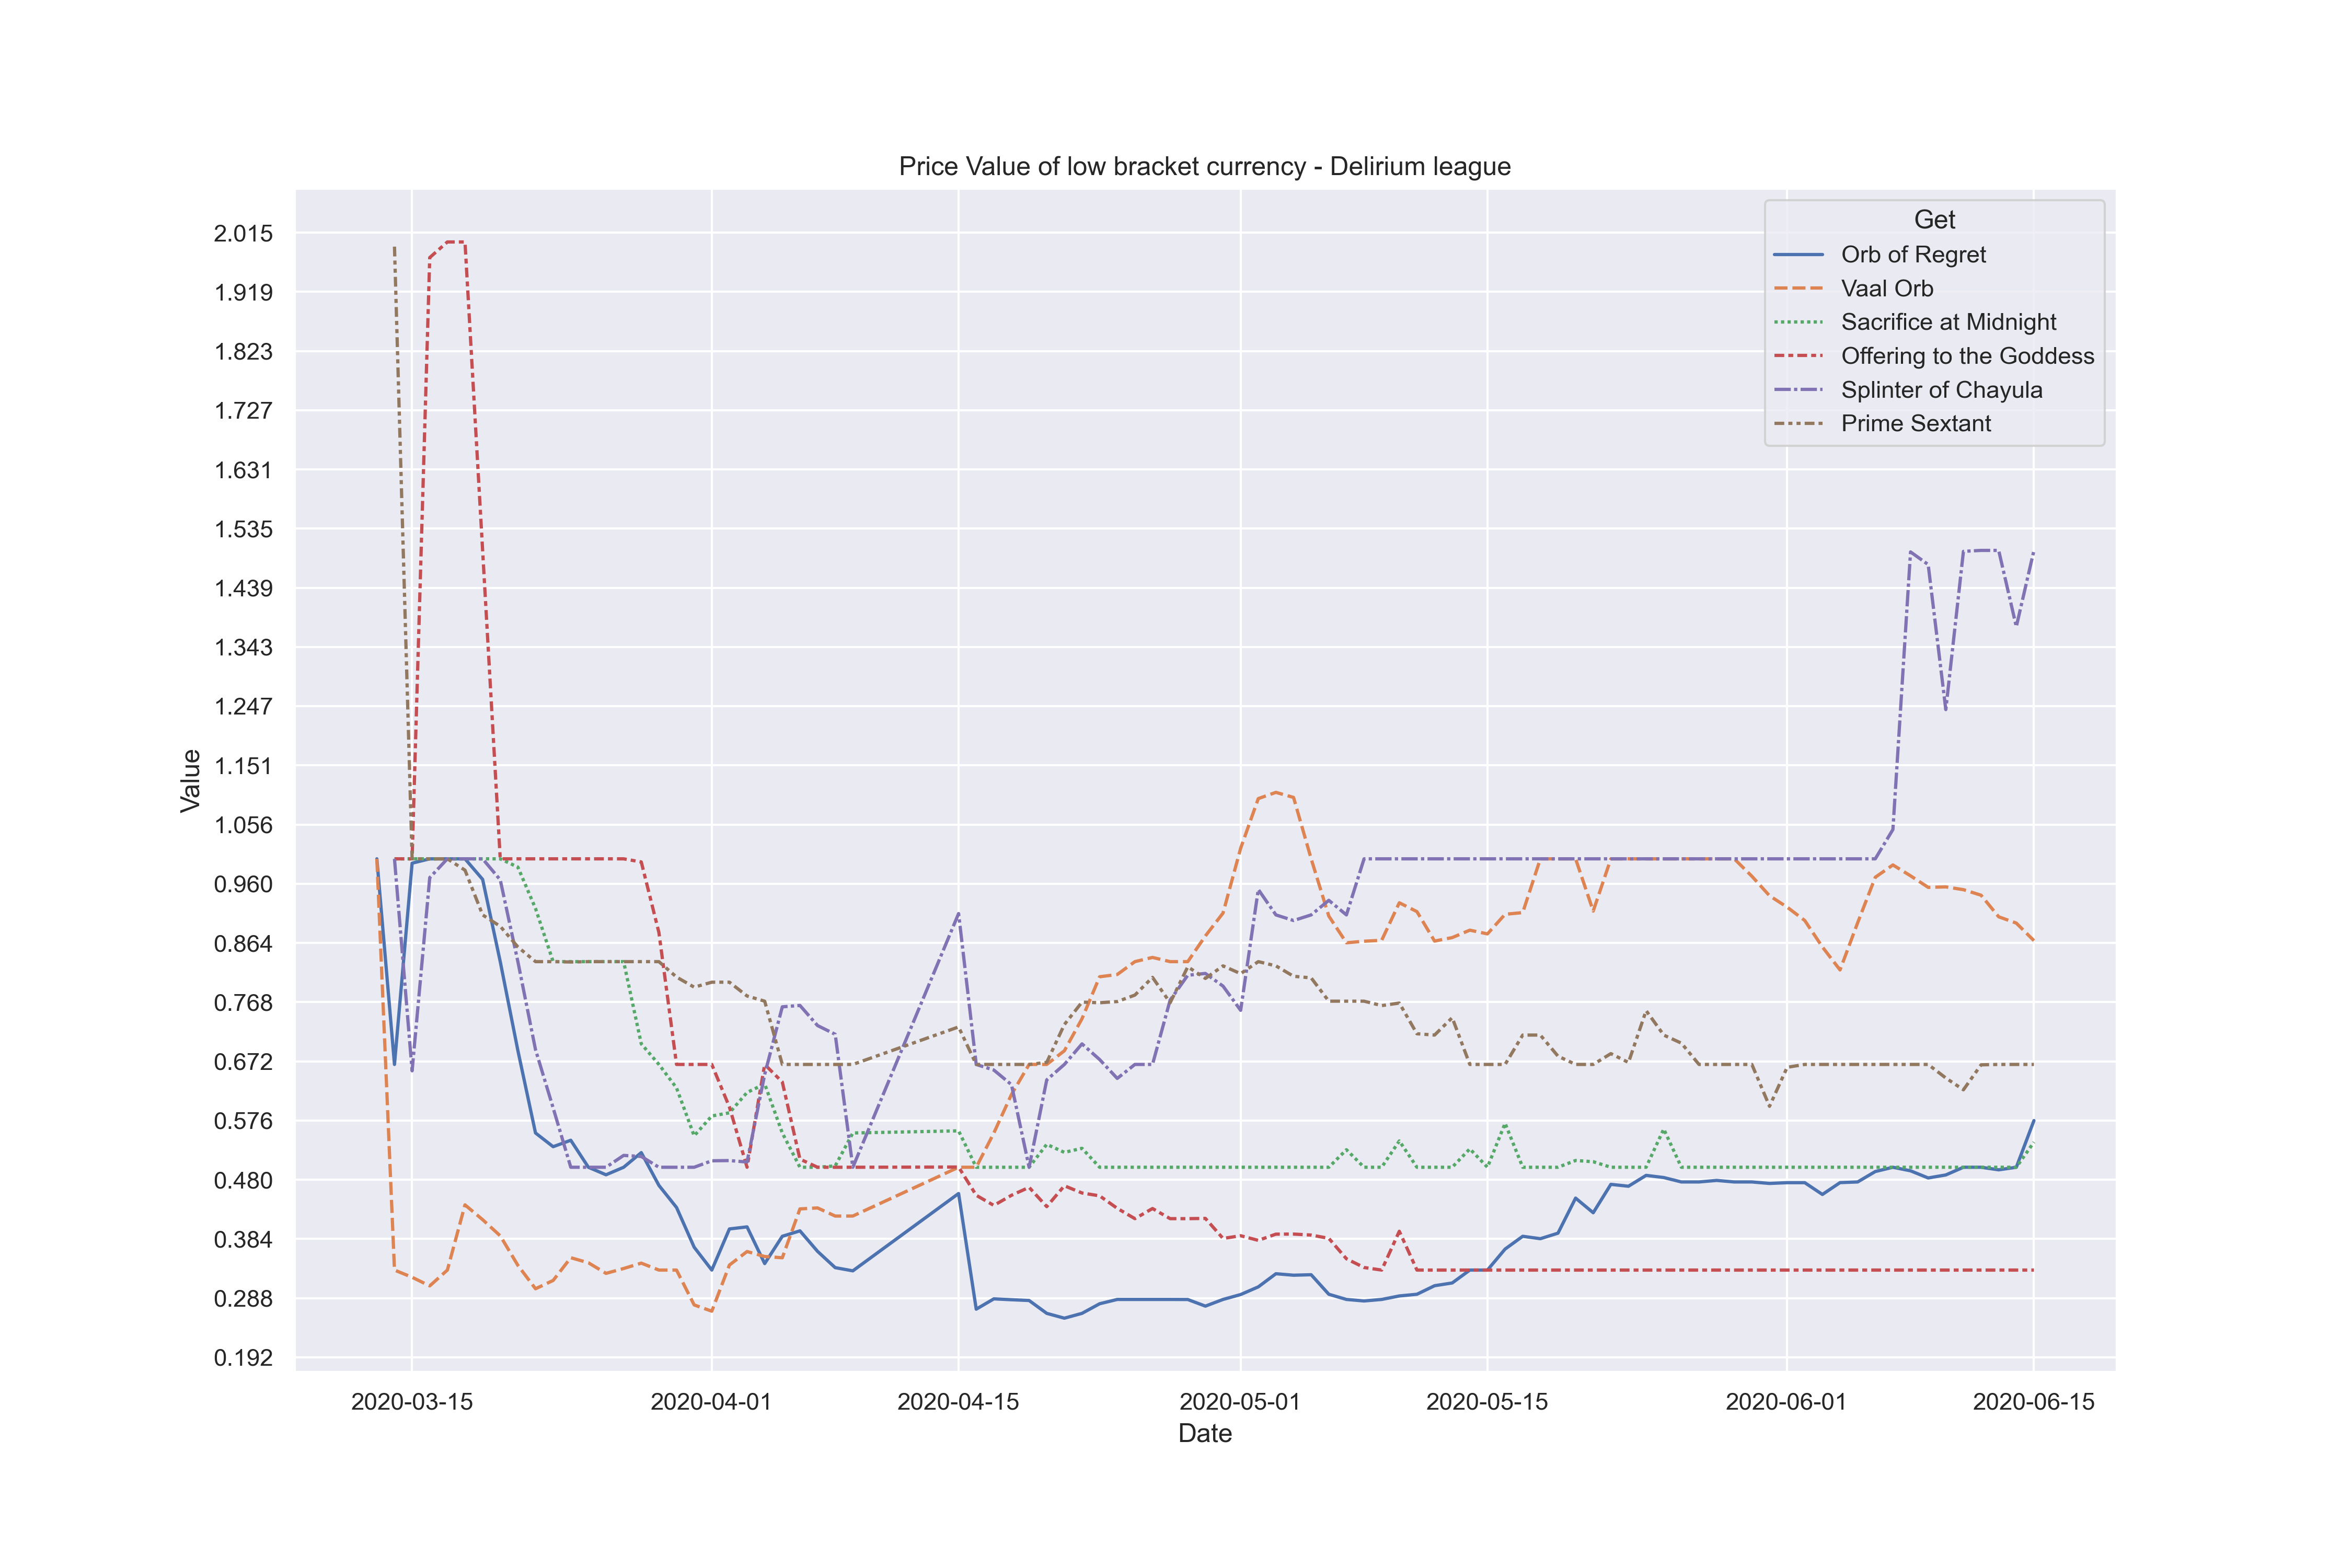 Price Value of low bracket currency - Delirium league
Get
Orb of Regret
Vaal Orb
Sacrifice at Midnight
Offering to the Goddess
Splinter of Chayula
Prime Sextant
Value
2.015
1.919
1.823
1.727
1.631
1.535
1.439
1.343
1.247
1.151
1.056
0.960
0.864
0.768
0.672
0.576
0.480
0.384
0.288
0.192
2020-03-15 2020-04-01 2020-04-15 2020-05-01 2020-05-15 2020-06-01 2020-06-15
Date